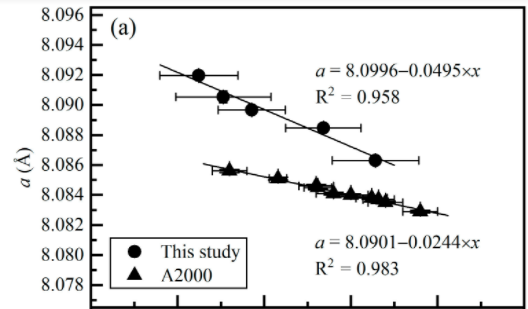 8.096
(a)
8.094
8.092
a = 8.0996−0.0495×x
8.090
R² = 0.958
8.088
8.086
a (Å)
8.084
8.082
a = 8.0901−0.0244×x
8.080
This study
R² = 0.983
A2000
8.078